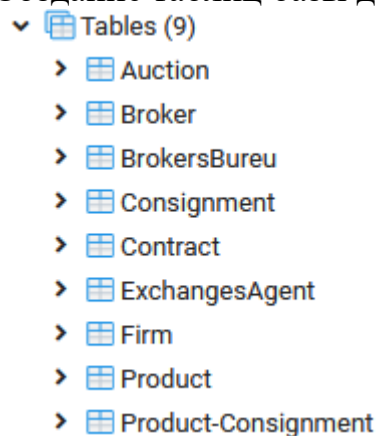 Tables (9)
Auction
Broker
BrokersBureu
Consignment
Contract
ExchangesAgent
Firm
Product
Product-Consignment